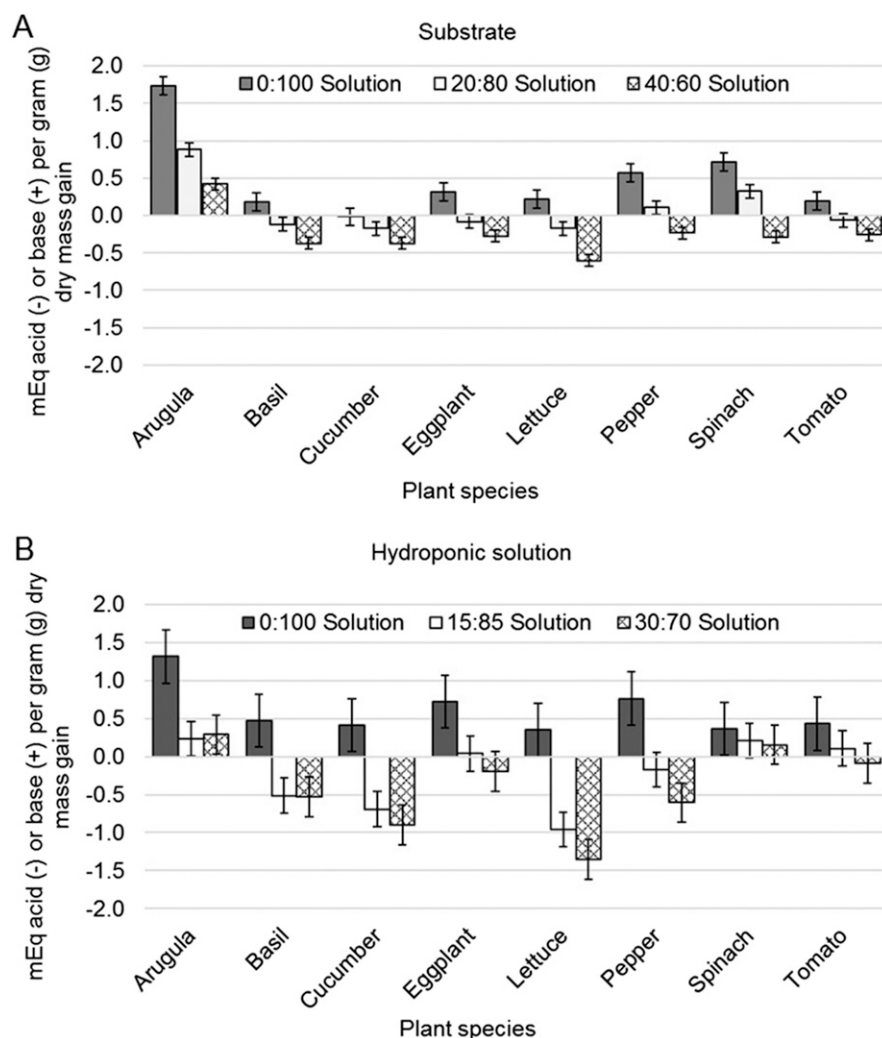 A
Substrate
mEq acid (-) or base (+) per gram (g)
dry mass gain
2.0
1.5
1.0
0.5
0.0
-0.5
-1.0
-1.5
-2.0
0:100 Solution 20:80 Solution 40:60 Solution
Arugula
Basil
Cucumber
Eggplant
Lettuce
Pepper
Spinach
Tomato
Plant species
B
Hydroponic solution
mEq acid (-) or base (+) per gram (g) dry
mass gain
2.0
1.5
1.0
0.5
0.0
-0.5
-1.0
-1.5
-2.0
0:100 Solution 15:85 Solution 30:70 Solution
Arugula
Basil
Cucumber
Eggplant
Lettuce
Pepper
Spinach
Tomato
Plant species